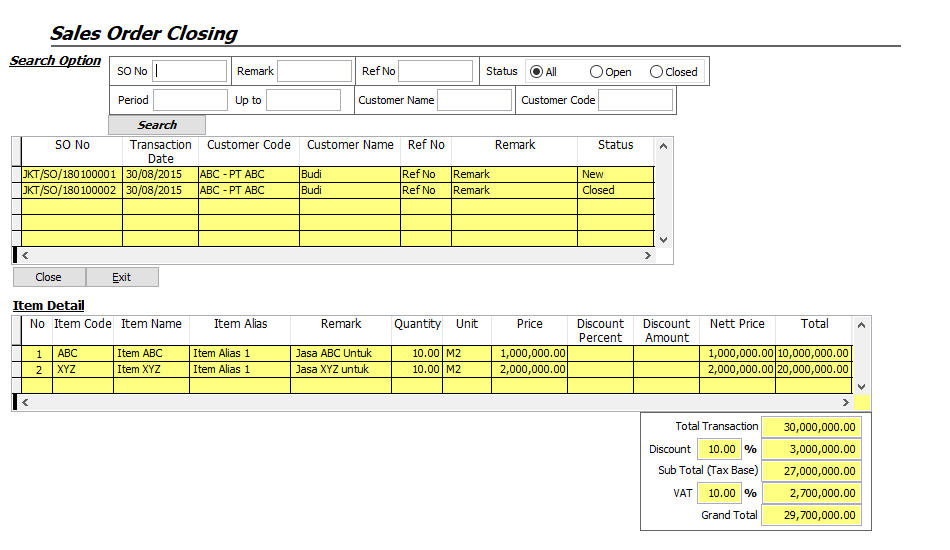 Sales Order Closing
Search Option
SO No Remark Ref No Status All Open Closed
Period Up to Customer Name Customer Code
Search
SO No Transaction Date Customer Code Customer Name Ref No Remark Status
JKT/SO/180100001 30/08/2015 ABC - PT ABC Budi Ref No Remark New
JKT/SO/180100002 30/08/2015 ABC - PT ABC Budi Ref No Remark Closed
Close Exit
Item Detail
No Item Code Item Name Item Alias Remark Quantity Unit Price Discount Percent Discount Amount Nett Price Total
1 ABC Item ABC Item Alias 1 Jasa ABC Untuk 10.00 M2 1,000,000.00 1,000,000.00 10,000,000.00
2 XYZ Item XYZ Item Alias 1 Jasa XYZ untuk 10.00 M2 2,000,000.00 2,000,000.00 20,000,000.00
Total Transaction 30,000,000.00
Discount 10.00 % 3,000,000.00
Sub Total (Tax Base) 27,000,000.00
VAT 10.00 % 2,700,000.00
Grand Total 29,700,000.00